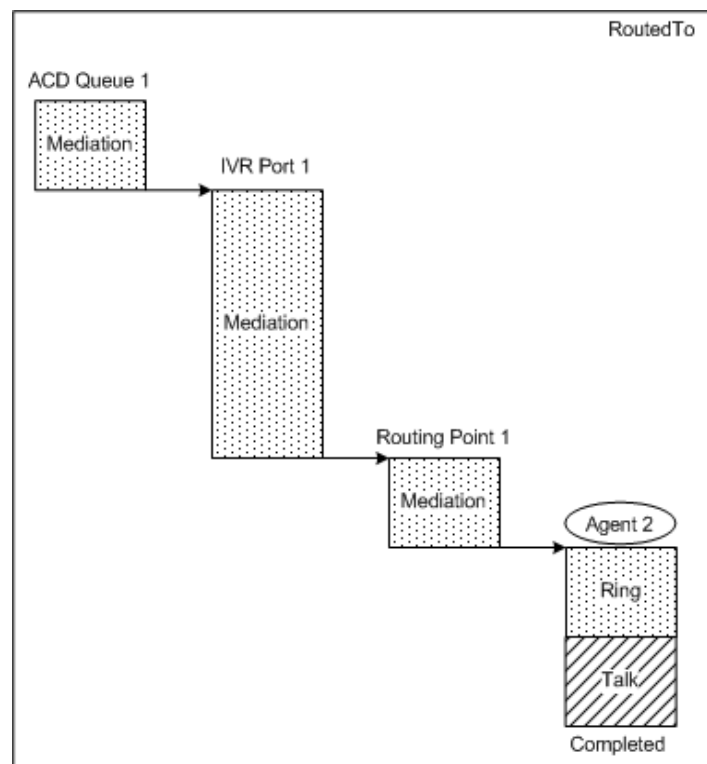 RoutedTo
ACD Queue 1
Mediation
IVR Port 1
Mediation
Routing Point 1
Mediation
Agent 2
Ring
Talk
Completed